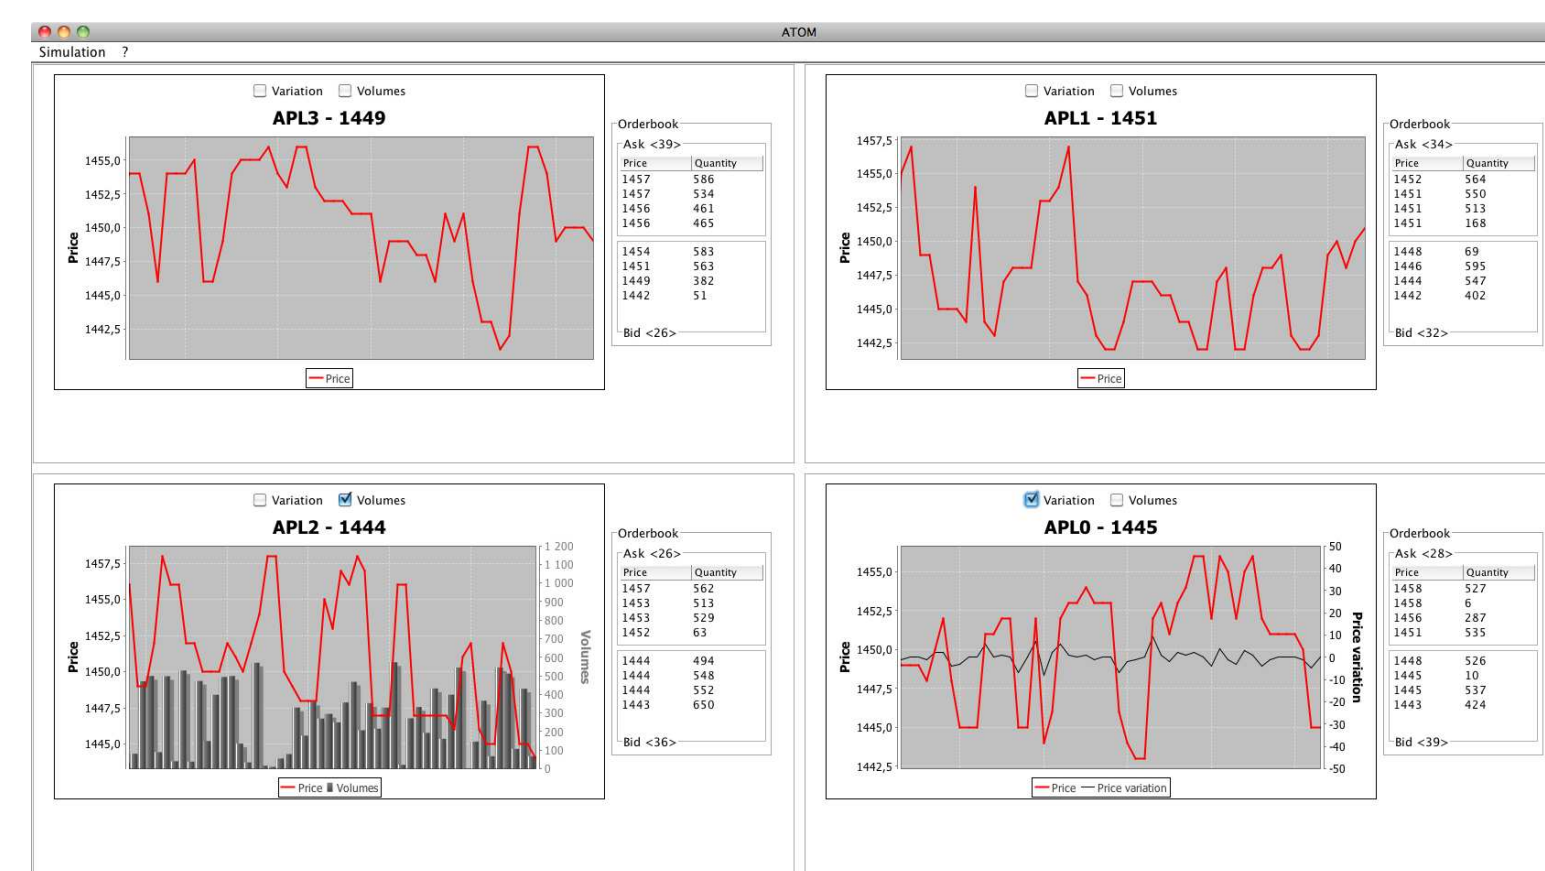 ATOM
Simulation ?
Variation Volumes
APL3 - 1449
1455,0
1452,5
1450,0
1447,5
1445,0
1442,5
Price
Price
Orderbook
Ask <39>
Price Quantity
1457 586
1457 534
1456 461
1456 465
1454 583
1451 563
1449 382
1442 51
Bid <26>
Variation Volumes
APL1 - 1451
1457,5
1455,0
1452,5
1450,0
1447,5
1445,0
1442,5
Price
Price
Orderbook
Ask <34>
Price Quantity
1452 564
1451 550
1451 513
1451 168
1448 69
1446 595
1444 547
1442 402
Bid <32>
Variation Volumes
APL2 - 1444
1457,5
1455,0
1452,5
1450,0
1447,5
1445,0
Price
1 200
1 100
1 000
900
800
700
600
500
400
300
200
100
0
Volumes
Price Volumes
Orderbook
Ask <26>
Price Quantity
1457 562
1453 513
1453 529
1452 63
1444 494
1444 548
1444 552
1443 650
Bid <36>
Variation Volumes
APL0 - 1445
1455,0
1452,5
1450,0
1447,5
1445,0
1442,5
Price
50
40
30
20
10
0
-10
-20
-30
-40
-50
Price variation
Price Price variation
Orderbook
Ask <28>
Price Quantity
1458 527
1458 6
1456 287
1451 535
1448 526
1445 10
1445 537
1443 424
Bid <39>